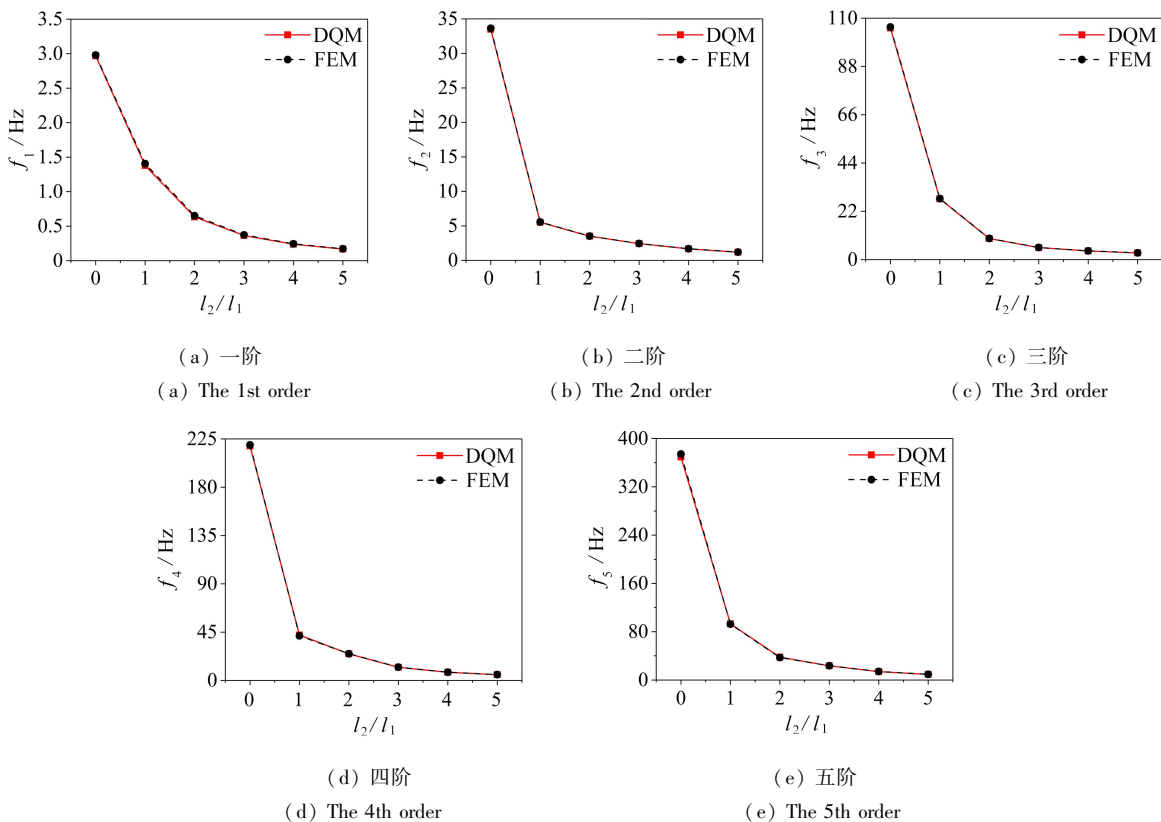 3.5
3.0
2.5
2.0
1.5
1.0
0.5
0
f1 /Hz
DQM
FEM
0 1 2 3 4 5
l2/l1
(a) 一阶
(a) The 1st order
35
30
25
20
15
10
5
0
f2 /Hz
DQM
FEM
0 1 2 3 4 5
l2/l1
(b) 二阶
(b) The 2nd order
110
88
66
44
22
0
f3 /Hz
DQM
FEM
0 1 2 3 4 5
l2/l1
(c) 三阶
(c) The 3rd order
225
180
135
90
45
0
f4 /Hz
DQM
FEM
0 1 2 3 4 5
l2/l1
(d) 四阶
(d) The 4th order
400
320
240
160
80
0
f5 /Hz
DQM
FEM
0 1 2 3 4 5
l2/l1
(e) 五阶
(e) The 5th order